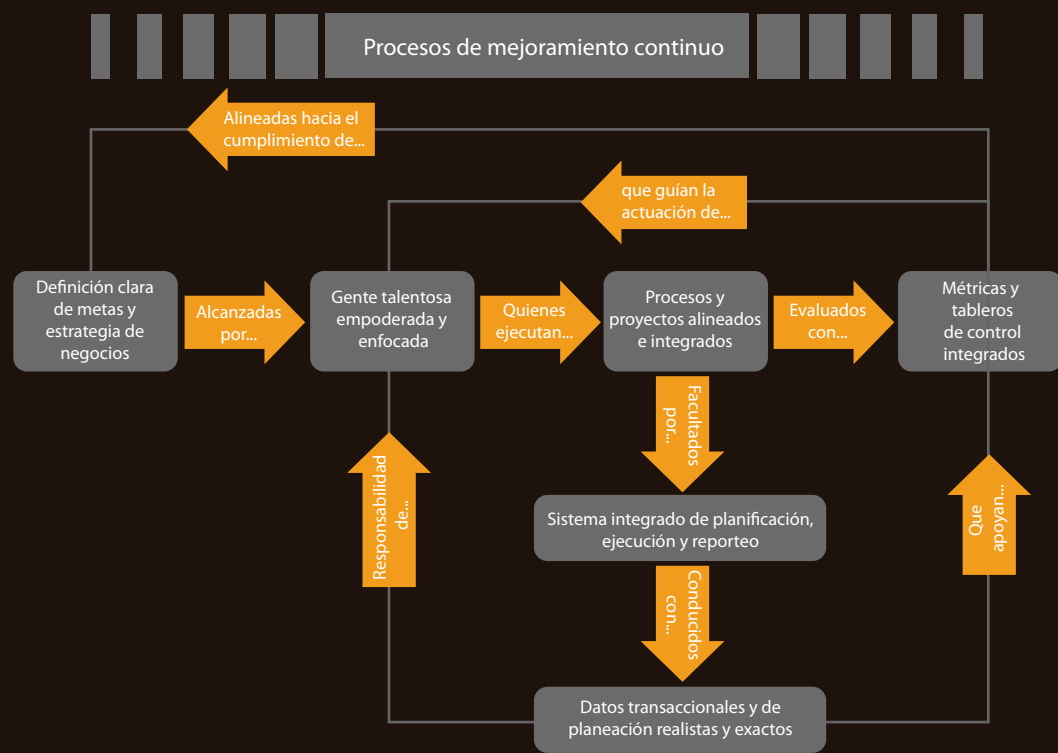 Procesos de mejoramiento continuo
Alineadas hacia el
cumplimiento de...
que guían la
actuación de...
Definición clara
de metas y
estrategia de
negocios
Alcanzadas
por...
Gente talentosa
empoderada y
enfocada
Quienes
ejecutan...
Procesos y
proyectos alineados
e integrados
Evaluados
con...
Métricas y
tableros
de control
integrados
Facultados
por...
Responsabilidad
de...
Sistema integrado de planificación,
ejecución y reporteo
Que
apoyan...
Conducidos
con...
Datos transaccionales y de
planeación realistas y exactos